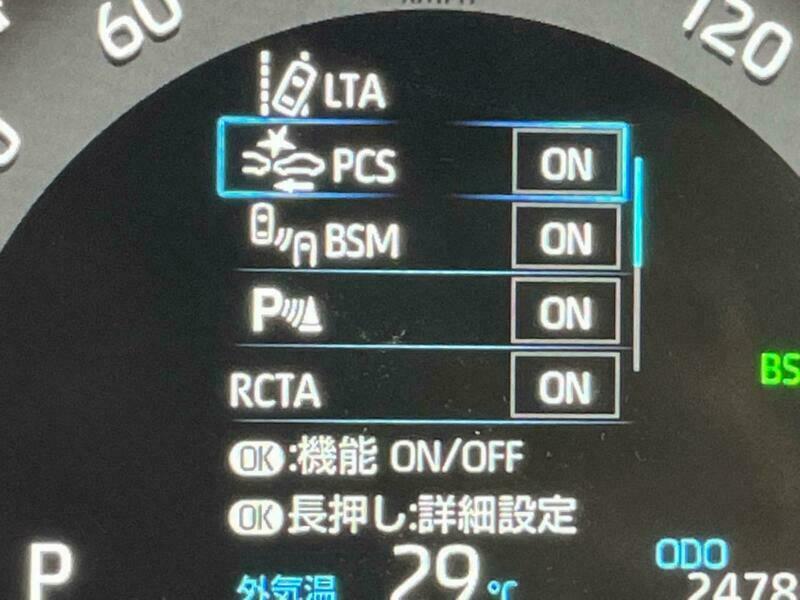 60
120
LTA
PCS ON
BSM ON
P ON
RCTA ON
OK:機能 ON/OFF
OK長押し:詳細設定
P
外気温 29℃
ODO
2478